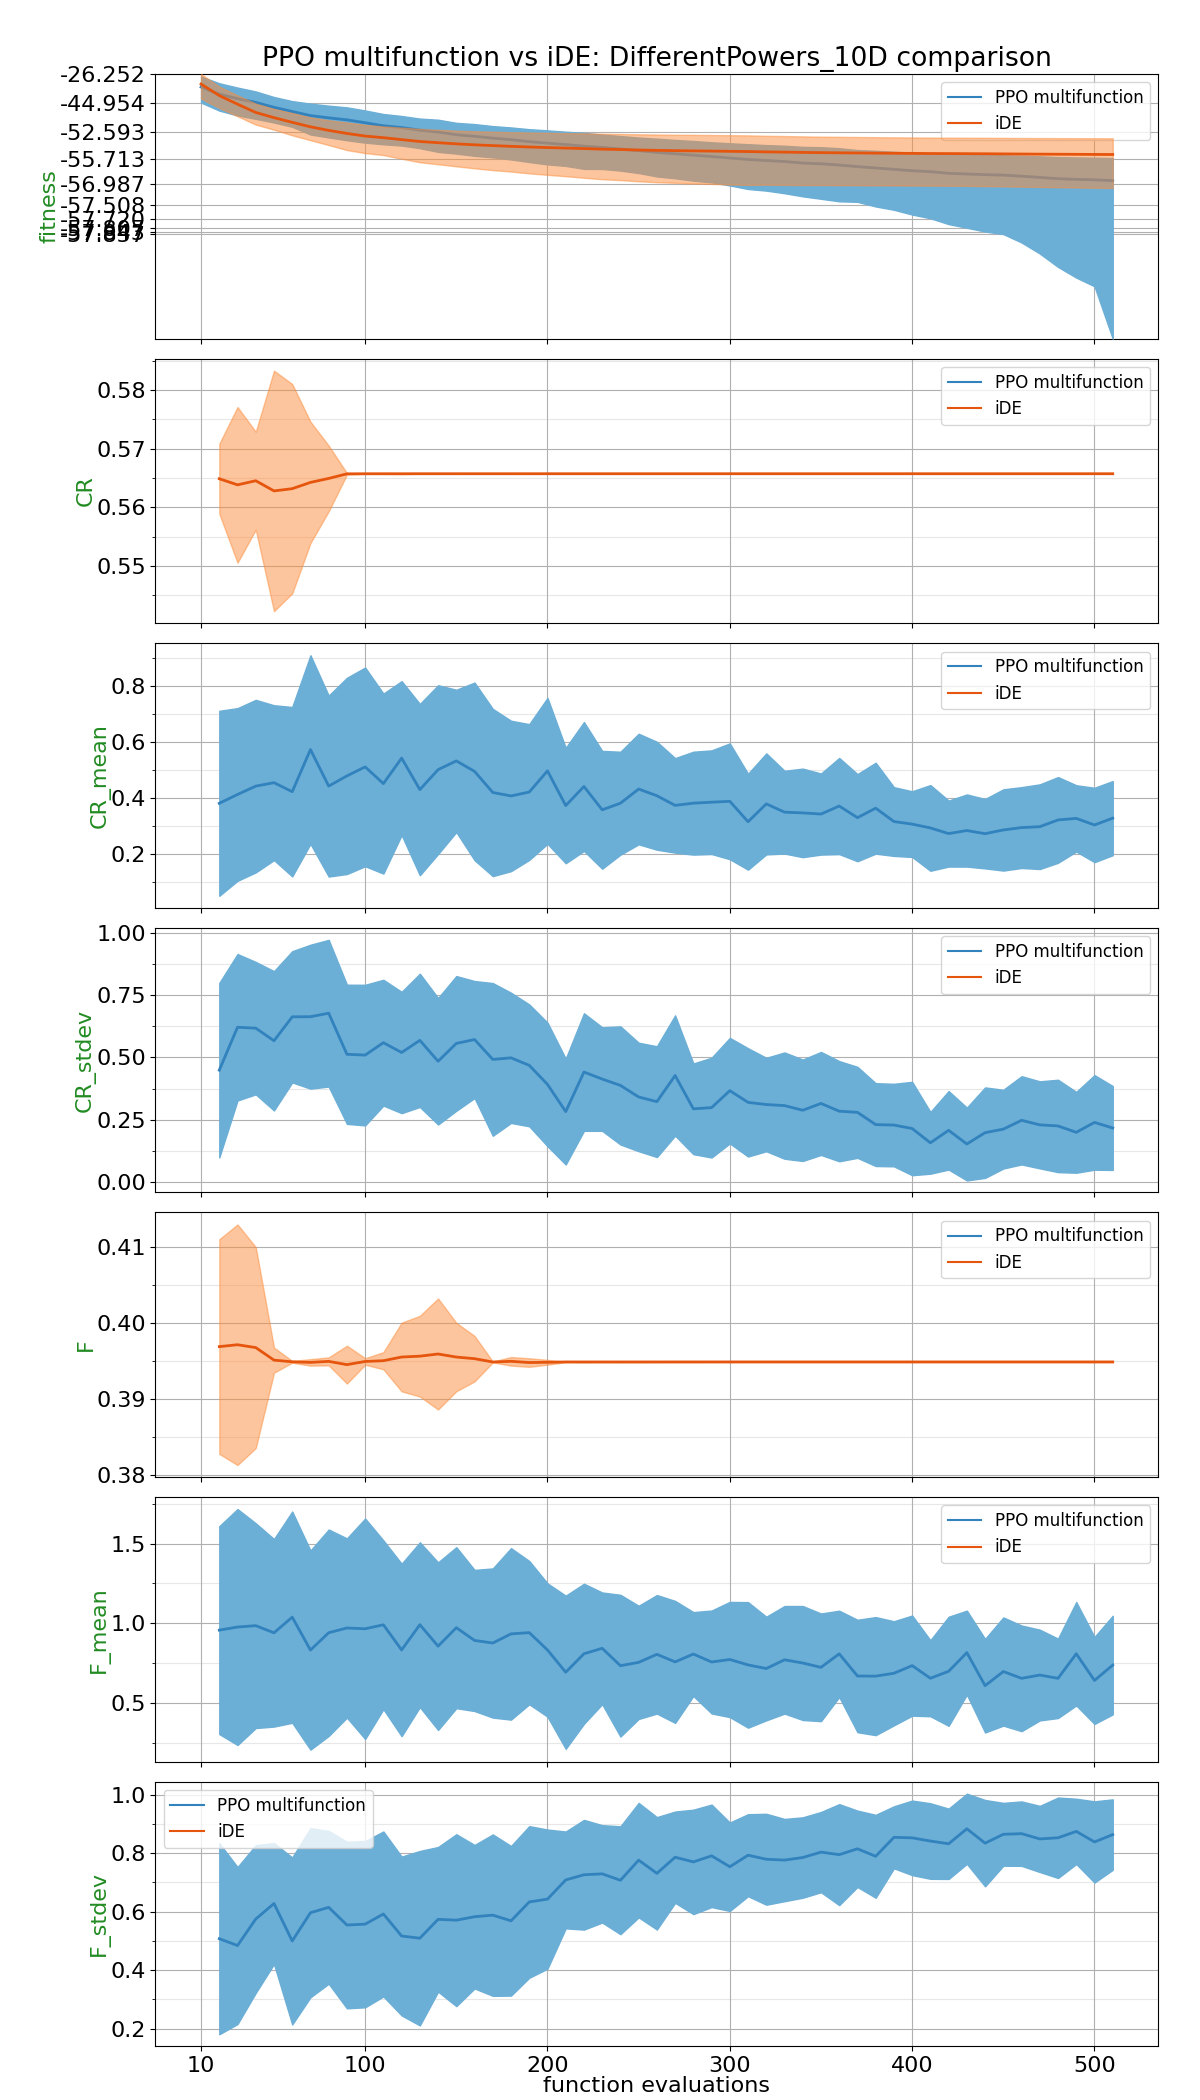 PPO multifunction vs iDE: DifferentPowers_10D comparison
-26.252
-44.954
-52.593
-55.713
-56.987
-57.508
-57.720
fitness
PPO multifunction
iDE
0.58
0.57
0.56
0.55
CR
PPO multifunction
iDE
0.8
0.6
0.4
0.2
CR_mean
PPO multifunction
iDE
1.00
0.75
0.50
0.25
0.00
CR_stdev
PPO multifunction
iDE
0.41
0.40
0.39
0.38
F
PPO multifunction
iDE
1.5
1.0
0.5
F_mean
PPO multifunction
iDE
1.0
0.8
0.6
0.4
0.2
F_stdev
PPO multifunction
iDE
10
100
200
300
400
500
function evaluations